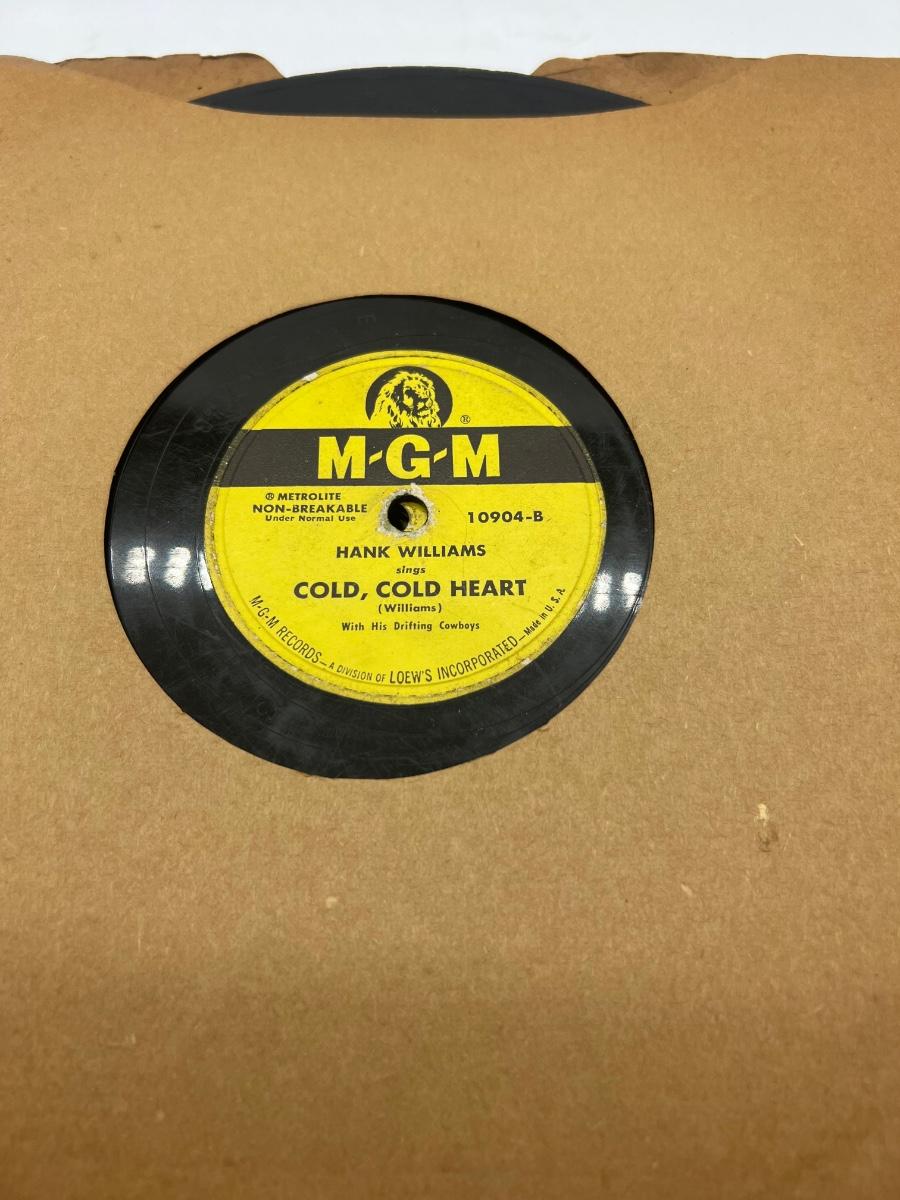 ®
M-G-M
® METROLITE
NON-BREAKABLE
Under Normal Use
10904-B
HANK WILLIAMS
sings
COLD, COLD HEART
(Williams)
With His Drifting Cowboys
M-G-M RECORDS—A DIVISION OF LOEW'S INCORPORATED—Made in U. S. A.